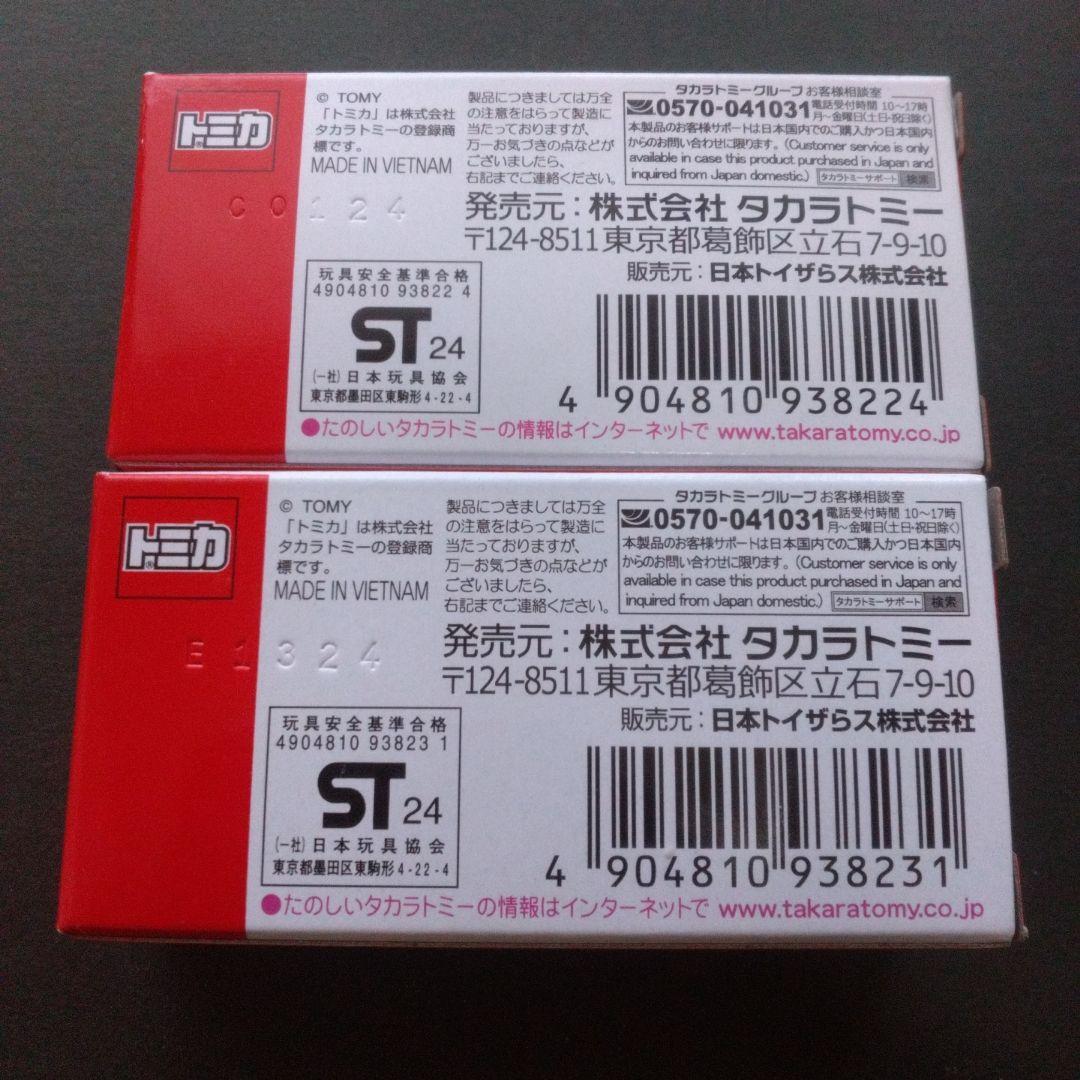 トミカ®
© TOMY
「トミカ」は株式会社
タカラトミーの登録商
標です。
MADE IN VIETNAM
製品につきましては万全
の注意をはらって製造に
当たっておりますが、
万一お気づきの点などが
ございましたら、
右記までご連絡ください。
タカラトミーグループ お客様相談室
0570-041031 電話受付時間 10〜17時
月〜金曜日(土日・祝日除く)
本製品のお客様サポートは日本国内でのご購入かつ日本国内
からのお問い合わせに限ります。(Customer service is only
available in case this product purchased in Japan and
inquired from Japan domestic.) タカラトミーサポート 検索
C0124
発売元：株式会社 タカラトミー
〒124-8511 東京都葛飾区立石7-9-10
販売元：日本トイザらス株式会社
玩具安全基準合格
4904810 93822 4
ST 24
(一社)日本玩具協会
東京都墨田区東駒形4-22-4
4 904810 938224
●たのしいタカラトミーの情報はインターネットで www.takaratomy.co.jp
トミカ®
© TOMY
「トミカ」は株式会社
タカラトミーの登録商
標です。
MADE IN VIETNAM
製品につきましては万全
の注意をはらって製造に
当たっておりますが、
万一お気づきの点などが
ございましたら、
右記までご連絡ください。
タカラトミーグループ お客様相談室
0570-041031 電話受付時間 10〜17時
月〜金曜日(土日・祝日除く)
本製品のお客様サポートは日本国内でのご購入かつ日本国内
からのお問い合わせに限ります。(Customer service is only
available in case this product purchased in Japan and
inquired from Japan domestic.) タカラトミーサポート 検索
E1324
発売元：株式会社 タカラトミー
〒124-8511 東京都葛飾区立石7-9-10
販売元：日本トイザらス株式会社
玩具安全基準合格
4904810 93823 1
ST 24
(一社)日本玩具協会
東京都墨田区東駒形4-22-4
4 904810 938231
●たのしいタカラトミーの情報はインターネットで www.takaratomy.co.jp